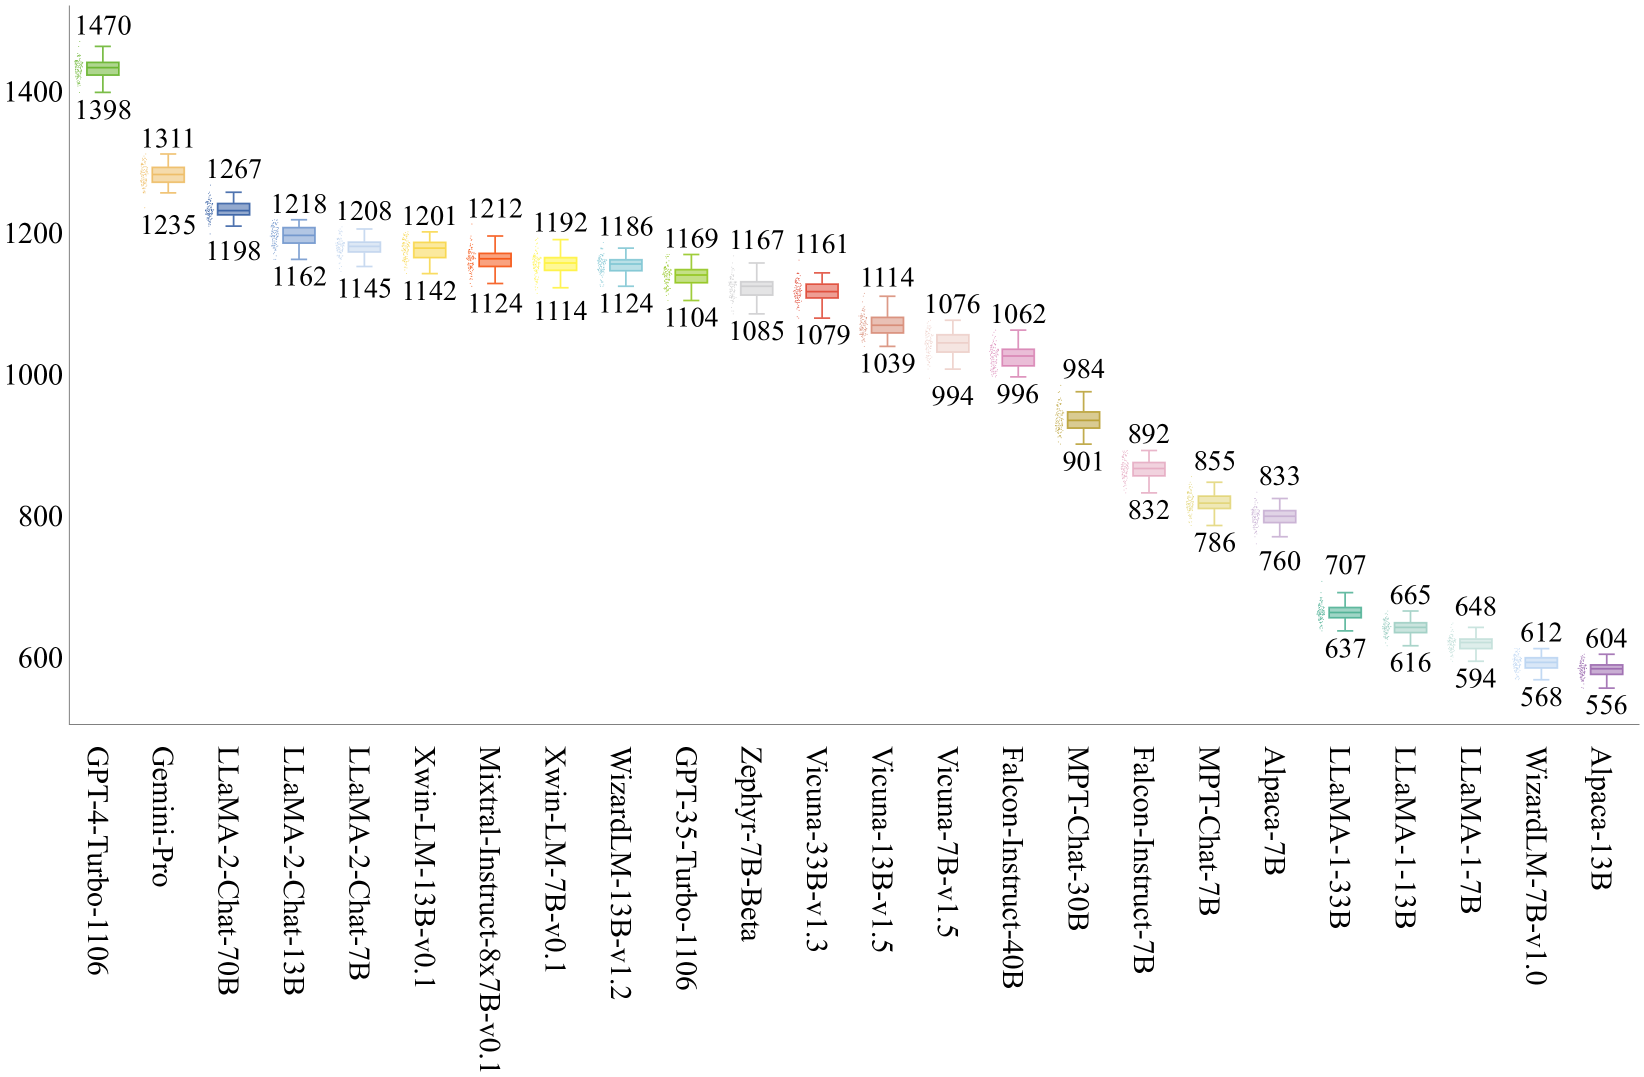 1400
1200
1000
800
600
1470
1398
1311
1235
1267
1198
1218
1162
1208
1145
1201
1142
1212
1124
1192
1114
1186
1124
1169
1104
1167
1085
1161
1079
1114
1039
1076
994
1062
996
984
901
892
832
855
786
833
760
707
637
665
616
648
594
612
568
604
556
GPT-4-Turbo-1106
Gemini-Pro
LLaMA-2-Chat-70B
LLaMA-2-Chat-13B
LLaMA-2-Chat-7B
Xwin-LM-13B-v0.1
Mixtral-Instruct-8x7B-v0.1
Xwin-LM-7B-v0.1
WizardLM-13B-v1.2
GPT-35-Turbo-1106
Zephyr-7B-Beta
Vicuna-33B-v1.3
Vicuna-13B-v1.5
Vicuna-7B-v1.5
Falcon-Instruct-40B
MPT-Chat-30B
Falcon-Instruct-7B
MPT-Chat-7B
Alpaca-7B
LLaMA-1-33B
LLaMA-1-13B
LLaMA-1-7B
WizardLM-7B-v1.0
Alpaca-13B